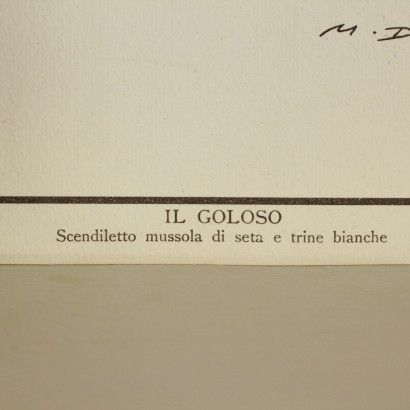 M. D
IL GOLOSO
Scendiletto mussola di seta e trine bianche